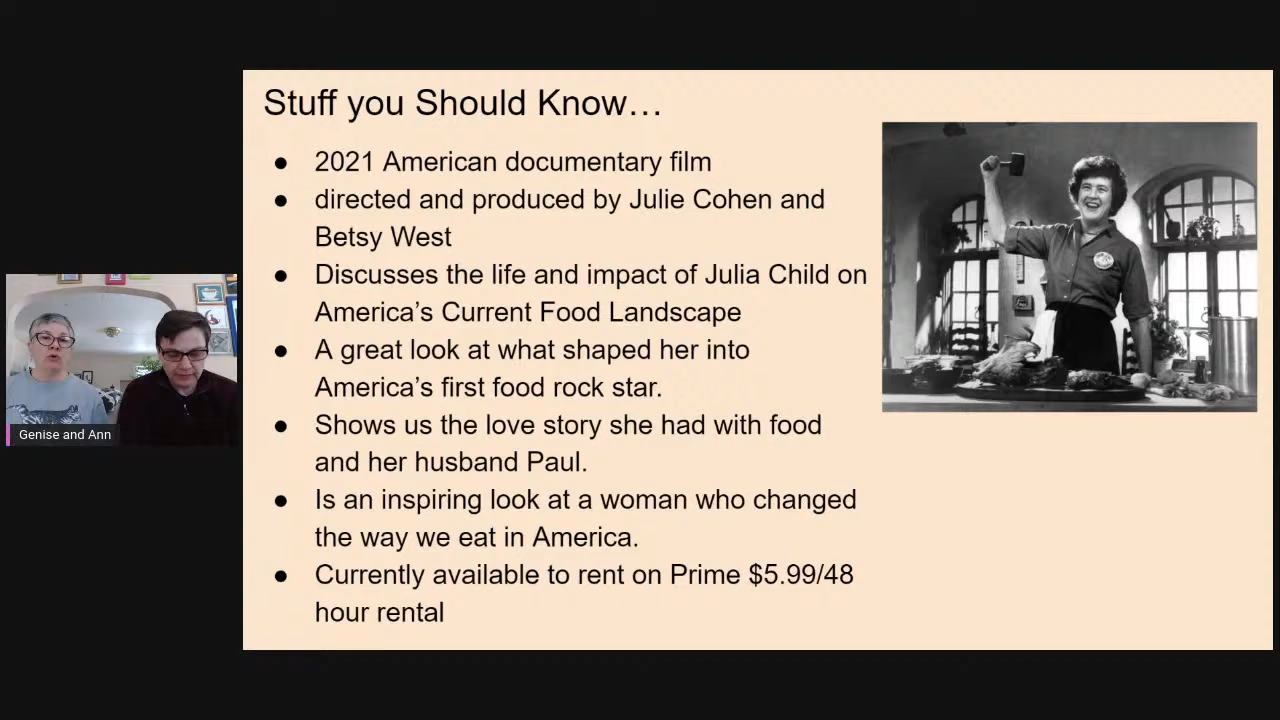 Stuff you Should Know…
● 2021 American documentary film
● directed and produced by Julie Cohen and
Betsy West
● Discusses the life and impact of Julia Child on
America’s Current Food Landscape
● A great look at what shaped her into
America’s first food rock star.
● Shows us the love story she had with food
and her husband Paul.
● Is an inspiring look at a woman who changed
the way we eat in America.
● Currently available to rent on Prime $5.99/48
hour rental
Genise and Ann